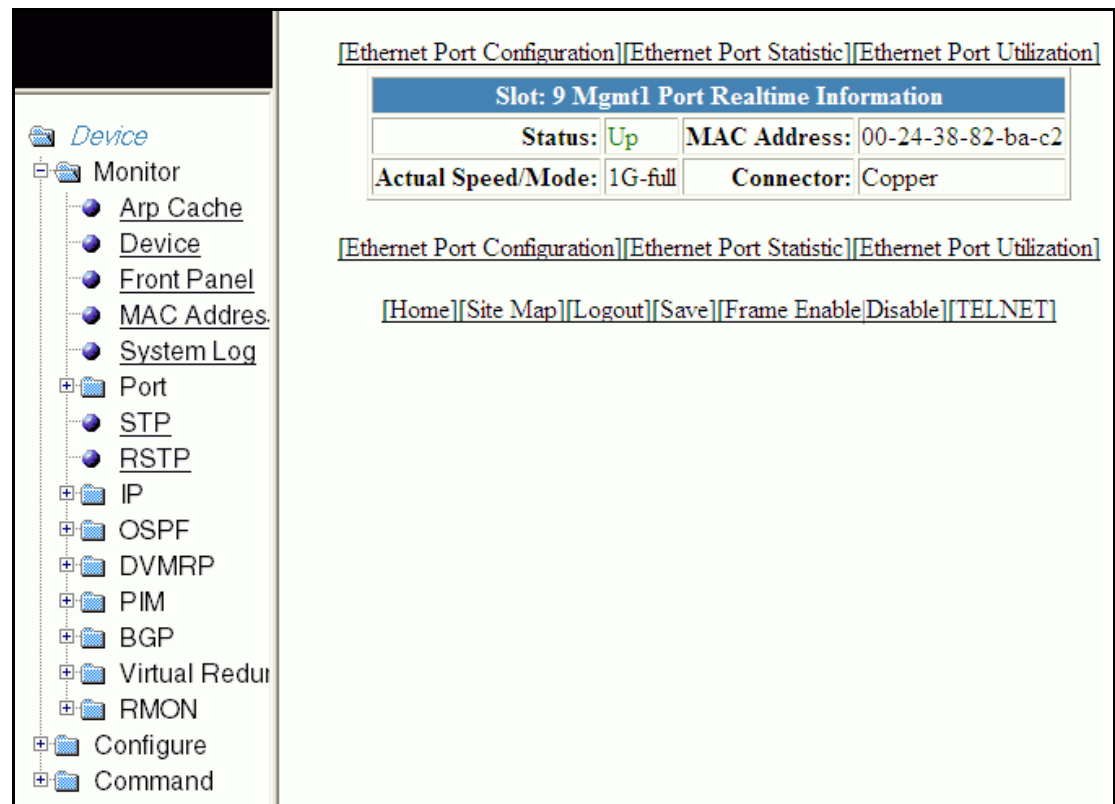 Device
Monitor
Arp Cache
Device
Front Panel
MAC Addres
System Log
Port
STP
RSTP
IP
OSPF
DVMRP
PIM
BGP
Virtual Redun
RMON
Configure
Command
[Ethernet Port Configuration][Ethernet Port Statistic][Ethernet Port Utilization]
Slot: 9 Mgmt1 Port Realtime Information
Status: Up MAC Address: 00-24-38-82-ba-c2
Actual Speed/Mode: 1G-full Connector: Copper
[Ethernet Port Configuration][Ethernet Port Statistic][Ethernet Port Utilization]
[Home][Site Map][Logout][Save][Frame Enable|Disable][TELNET]